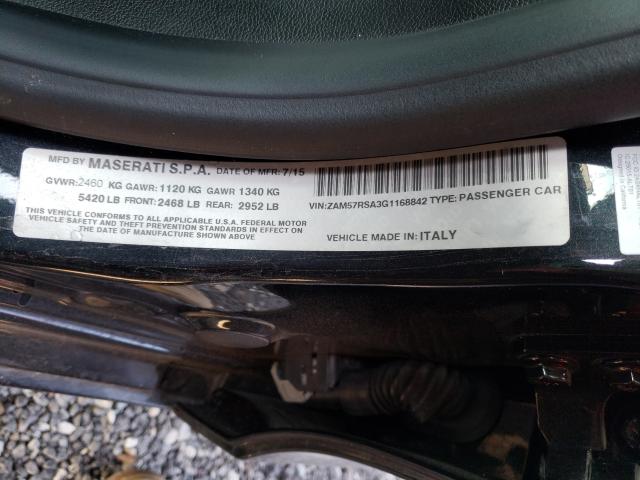 MFD BY MASERATI S.P.A. DATE OF MFR: 7/15
GVWR:2460 KG GAWR: 1120 KG GAWR 1340 KG
5420 LB FRONT: 2468 LB REAR: 2952 LB
THIS VEHICLE CONFORMS TO ALL APPLICABLE U.S.A. FEDERAL MOTOR
VEHICLE SAFETY AND THEFT PREVENTION STANDARDS IN EFFECT ON
THE DATE OF MANUFACTURE SHOWN ABOVE
VIN:ZAM57RSA3G1168842 TYPE: PASSENGER CAR
VEHICLE MADE IN: ITALY